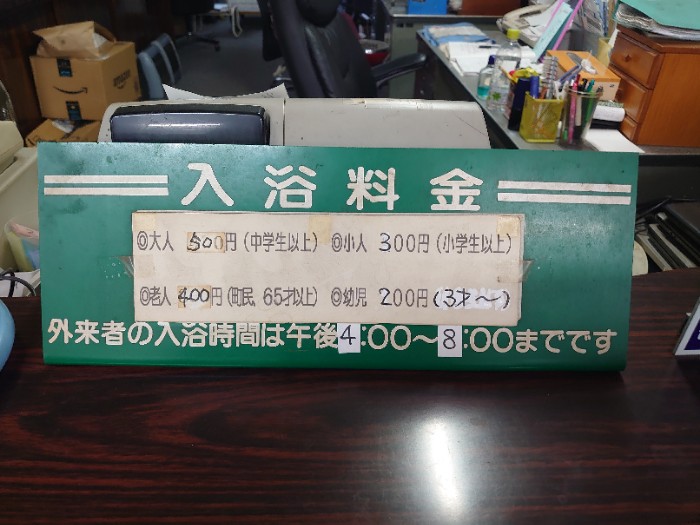 入浴料金
◎大人 500円(中学生以上) ◎小人 300円(小学生以上)
◎老人 400円(町民 65才以上) ◎幼児 200円(3才〜)
外来者の入浴時間は午後4:00〜8:00までです